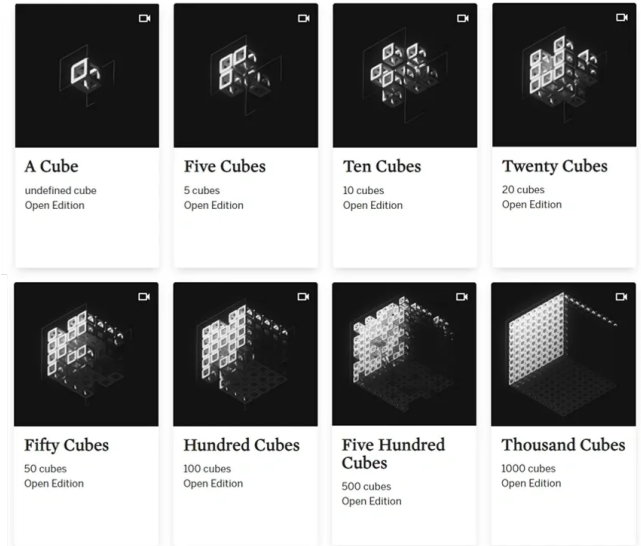 A Cube
undefined cube
Open Edition
Five Cubes
5 cubes
Open Edition
Ten Cubes
10 cubes
Open Edition
Twenty Cubes
20 cubes
Open Edition
Fifty Cubes
50 cubes
Open Edition
Hundred Cubes
100 cubes
Open Edition
Five Hundred
Cubes
500 cubes
Open Edition
Thousand Cubes
1000 cubes
Open Edition